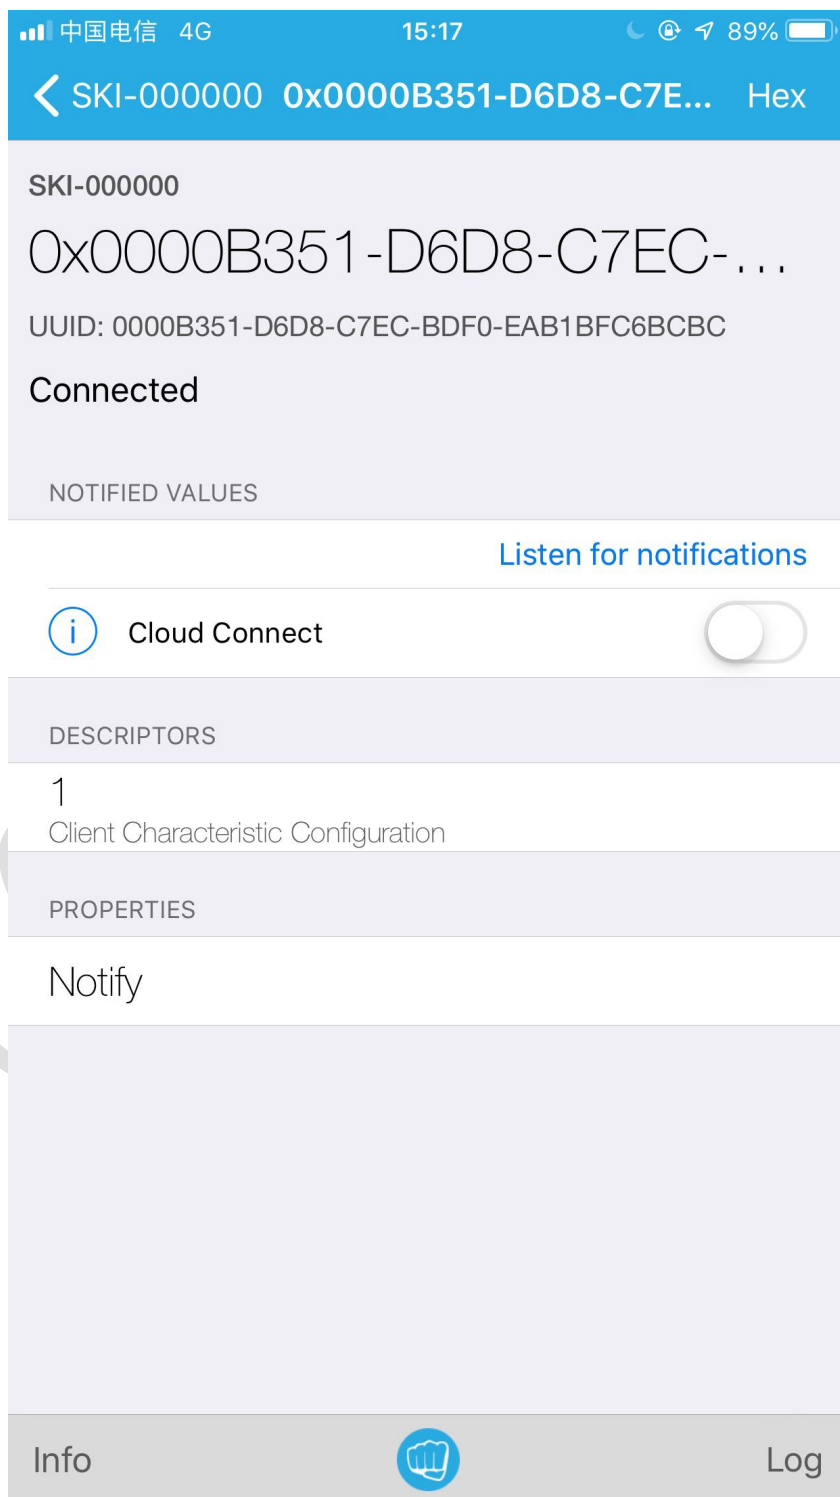 中国电信 4G 15:17 89%
SKI-000000 0x0000B351-D6D8-C7E... Hex
SKI-000000
0x0000B351-D6D8-C7EC-...
UUID: 0000B351-D6D8-C7EC-BDF0-EAB1BFC6BCBC
Connected
NOTIFIED VALUES
Listen for notifications
Cloud Connect
DESCRIPTORS
1
Client Characteristic Configuration
PROPERTIES
Notify
Info Log